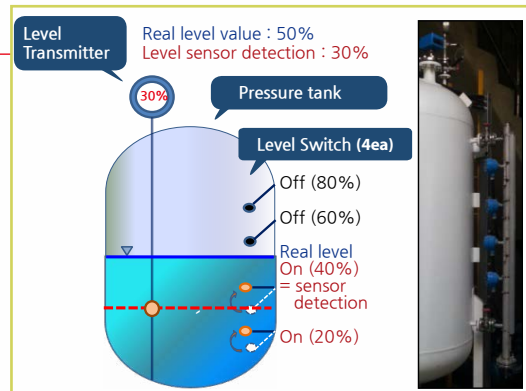 Level
Transmitter
Real level value : 50%
Level sensor detection : 30%
30%
Pressure tank
Level Switch (4ea)
Off (80%)
Off (60%)
Real level
On (40%)
= sensor
detection
On (20%)